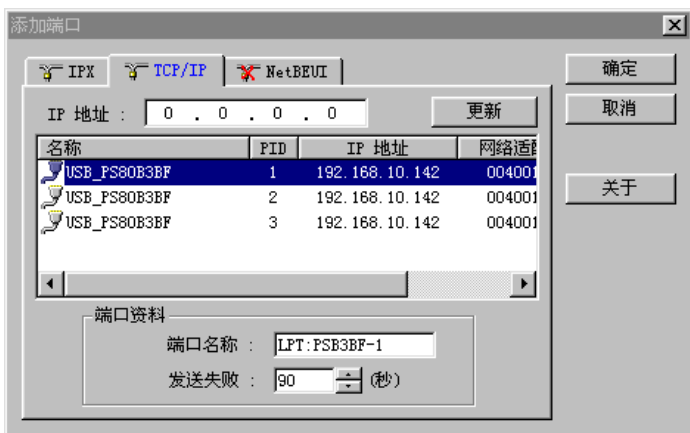 添加端口
IPX TCP/IP NetBEUI
确定
IP 地址 : 0 . 0 . 0 . 0 更新
取消
名称 PID IP 地址 网络适配
USB_PS80B3BF 1 192.168.10.142 004001
USB_PS80B3BF 2 192.168.10.142 004001
USB_PS80B3BF 3 192.168.10.142 004001
关于
端口资料
端口名称 : LPT:PSB3BF-1
发送失败 : 90 (秒)